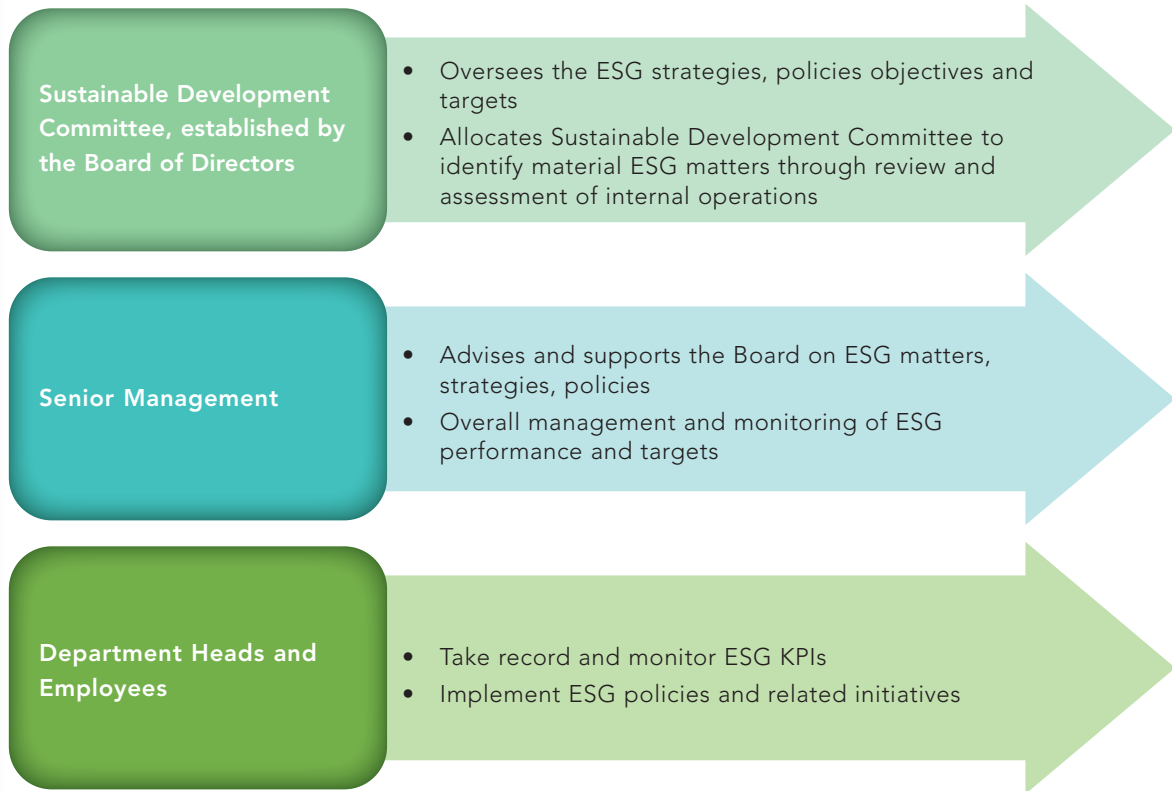 Sustainable Development
Committee, established by
the Board of Directors
• Oversees the ESG strategies, policies objectives and
targets
• Allocates Sustainable Development Committee to
identify material ESG matters through review and
assessment of internal operations
Senior Management
• Advises and supports the Board on ESG matters,
strategies, policies
• Overall management and monitoring of ESG
performance and targets
Department Heads and
Employees
• Take record and monitor ESG KPIs
• Implement ESG policies and related initiatives